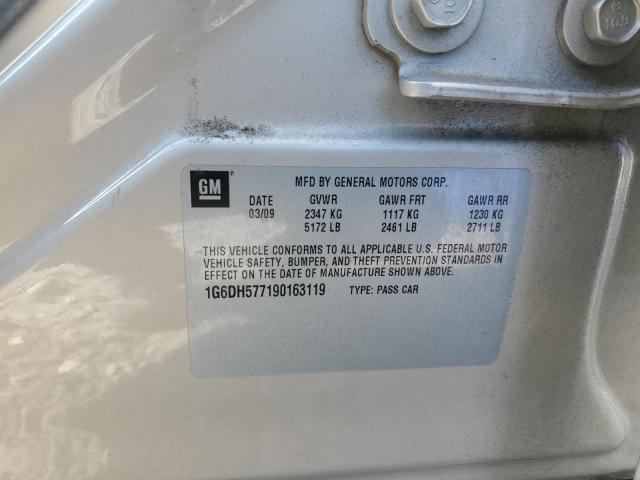 10.9
GM
MFD BY GENERAL MOTORS CORP.
DATE GVWR GAWR FRT GAWR RR
03/09 2347 KG 1117 KG 1230 KG
5172 LB 2461 LB 2711 LB
THIS VEHICLE CONFORMS TO ALL APPLICABLE U.S. FEDERAL MOTOR
VEHICLE SAFETY, BUMPER, AND THEFT PREVENTION STANDARDS IN
EFFECT ON THE DATE OF MANUFACTURE SHOWN ABOVE.
1G6DH577190163119 TYPE: PASS CAR